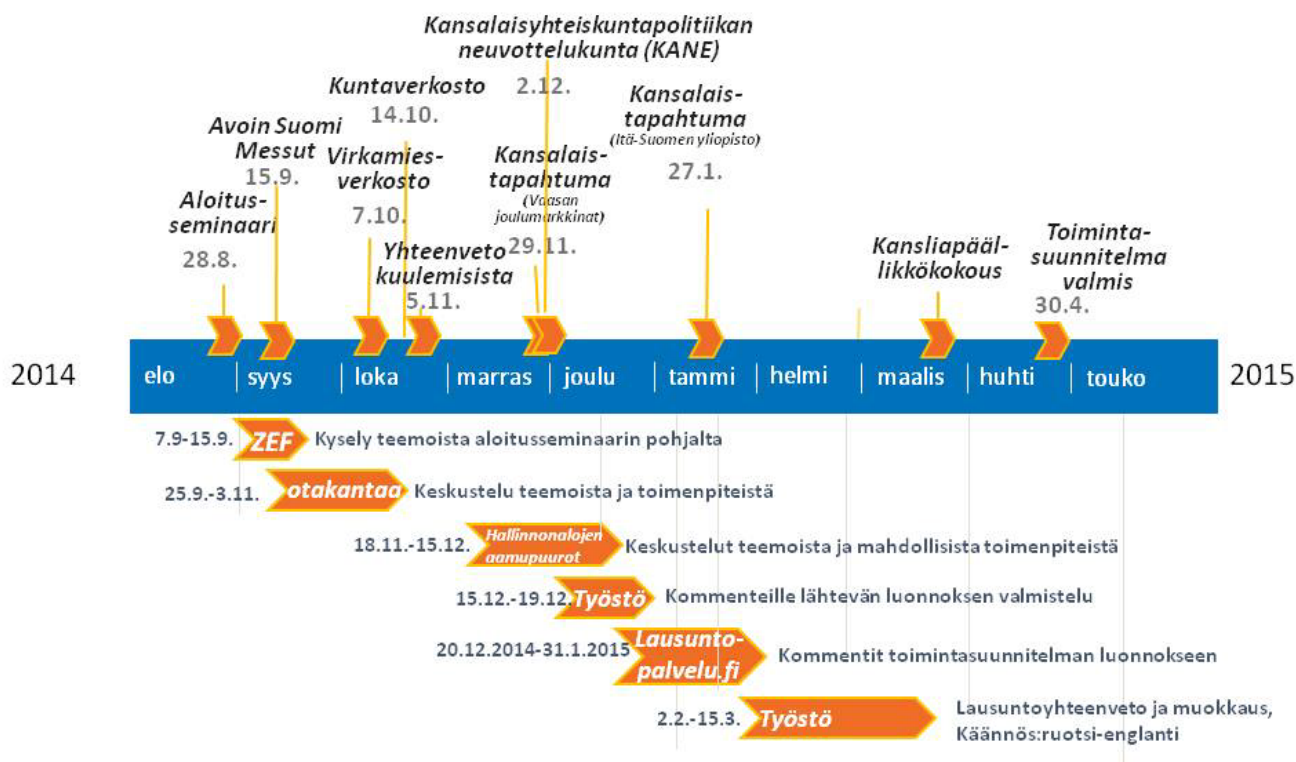 Kansalaisyhteiskuntapolitiikan
neuvottelukunta (KANE)
2.12.
Kuntaverkosto
14.10.
Kansalais-
tapahtuma
(Itä-Suomen yliopisto)
27.1.
Avoin Suomi
Messut
15.9.
Virkamies-
verkosto
7.10.
Kansalais-
tapahtuma
(Vaasan
joulumarkkinat)
29.11.
Aloitus-
seminaari
28.8.
Yhteenveto
kuulemisista
5.11.
Kansliapääl-
likkökokous
Toiminta-
suunnitelma
valmis
30.4.
2014
elo
syys
loka
marras
joulu
tammi
helmi
maalis
huhti
touko
2015
7.9-15.9.
ZEF
Kysely teemoista aloitusseminaarin pohjalta
25.9.-3.11.
otakantaa
Keskustelu teemoista ja toimenpiteistä
18.11.-15.12.
Hallinnonalojen
aamupuurot
Keskustelut teemoista ja mahdollisista toimenpiteistä
15.12.-19.12.
Työstö
Kommenteille lähtevän luonnoksen valmistelu
20.12.2014-31.1.2015
Lausunto-
palvelu.fi
Kommentit toimintasuunnitelman luonnokseen
2.2.-15.3.
Työstö
Lausuntoyhteenveto ja muokkaus,
Käännös:ruotsi-englanti